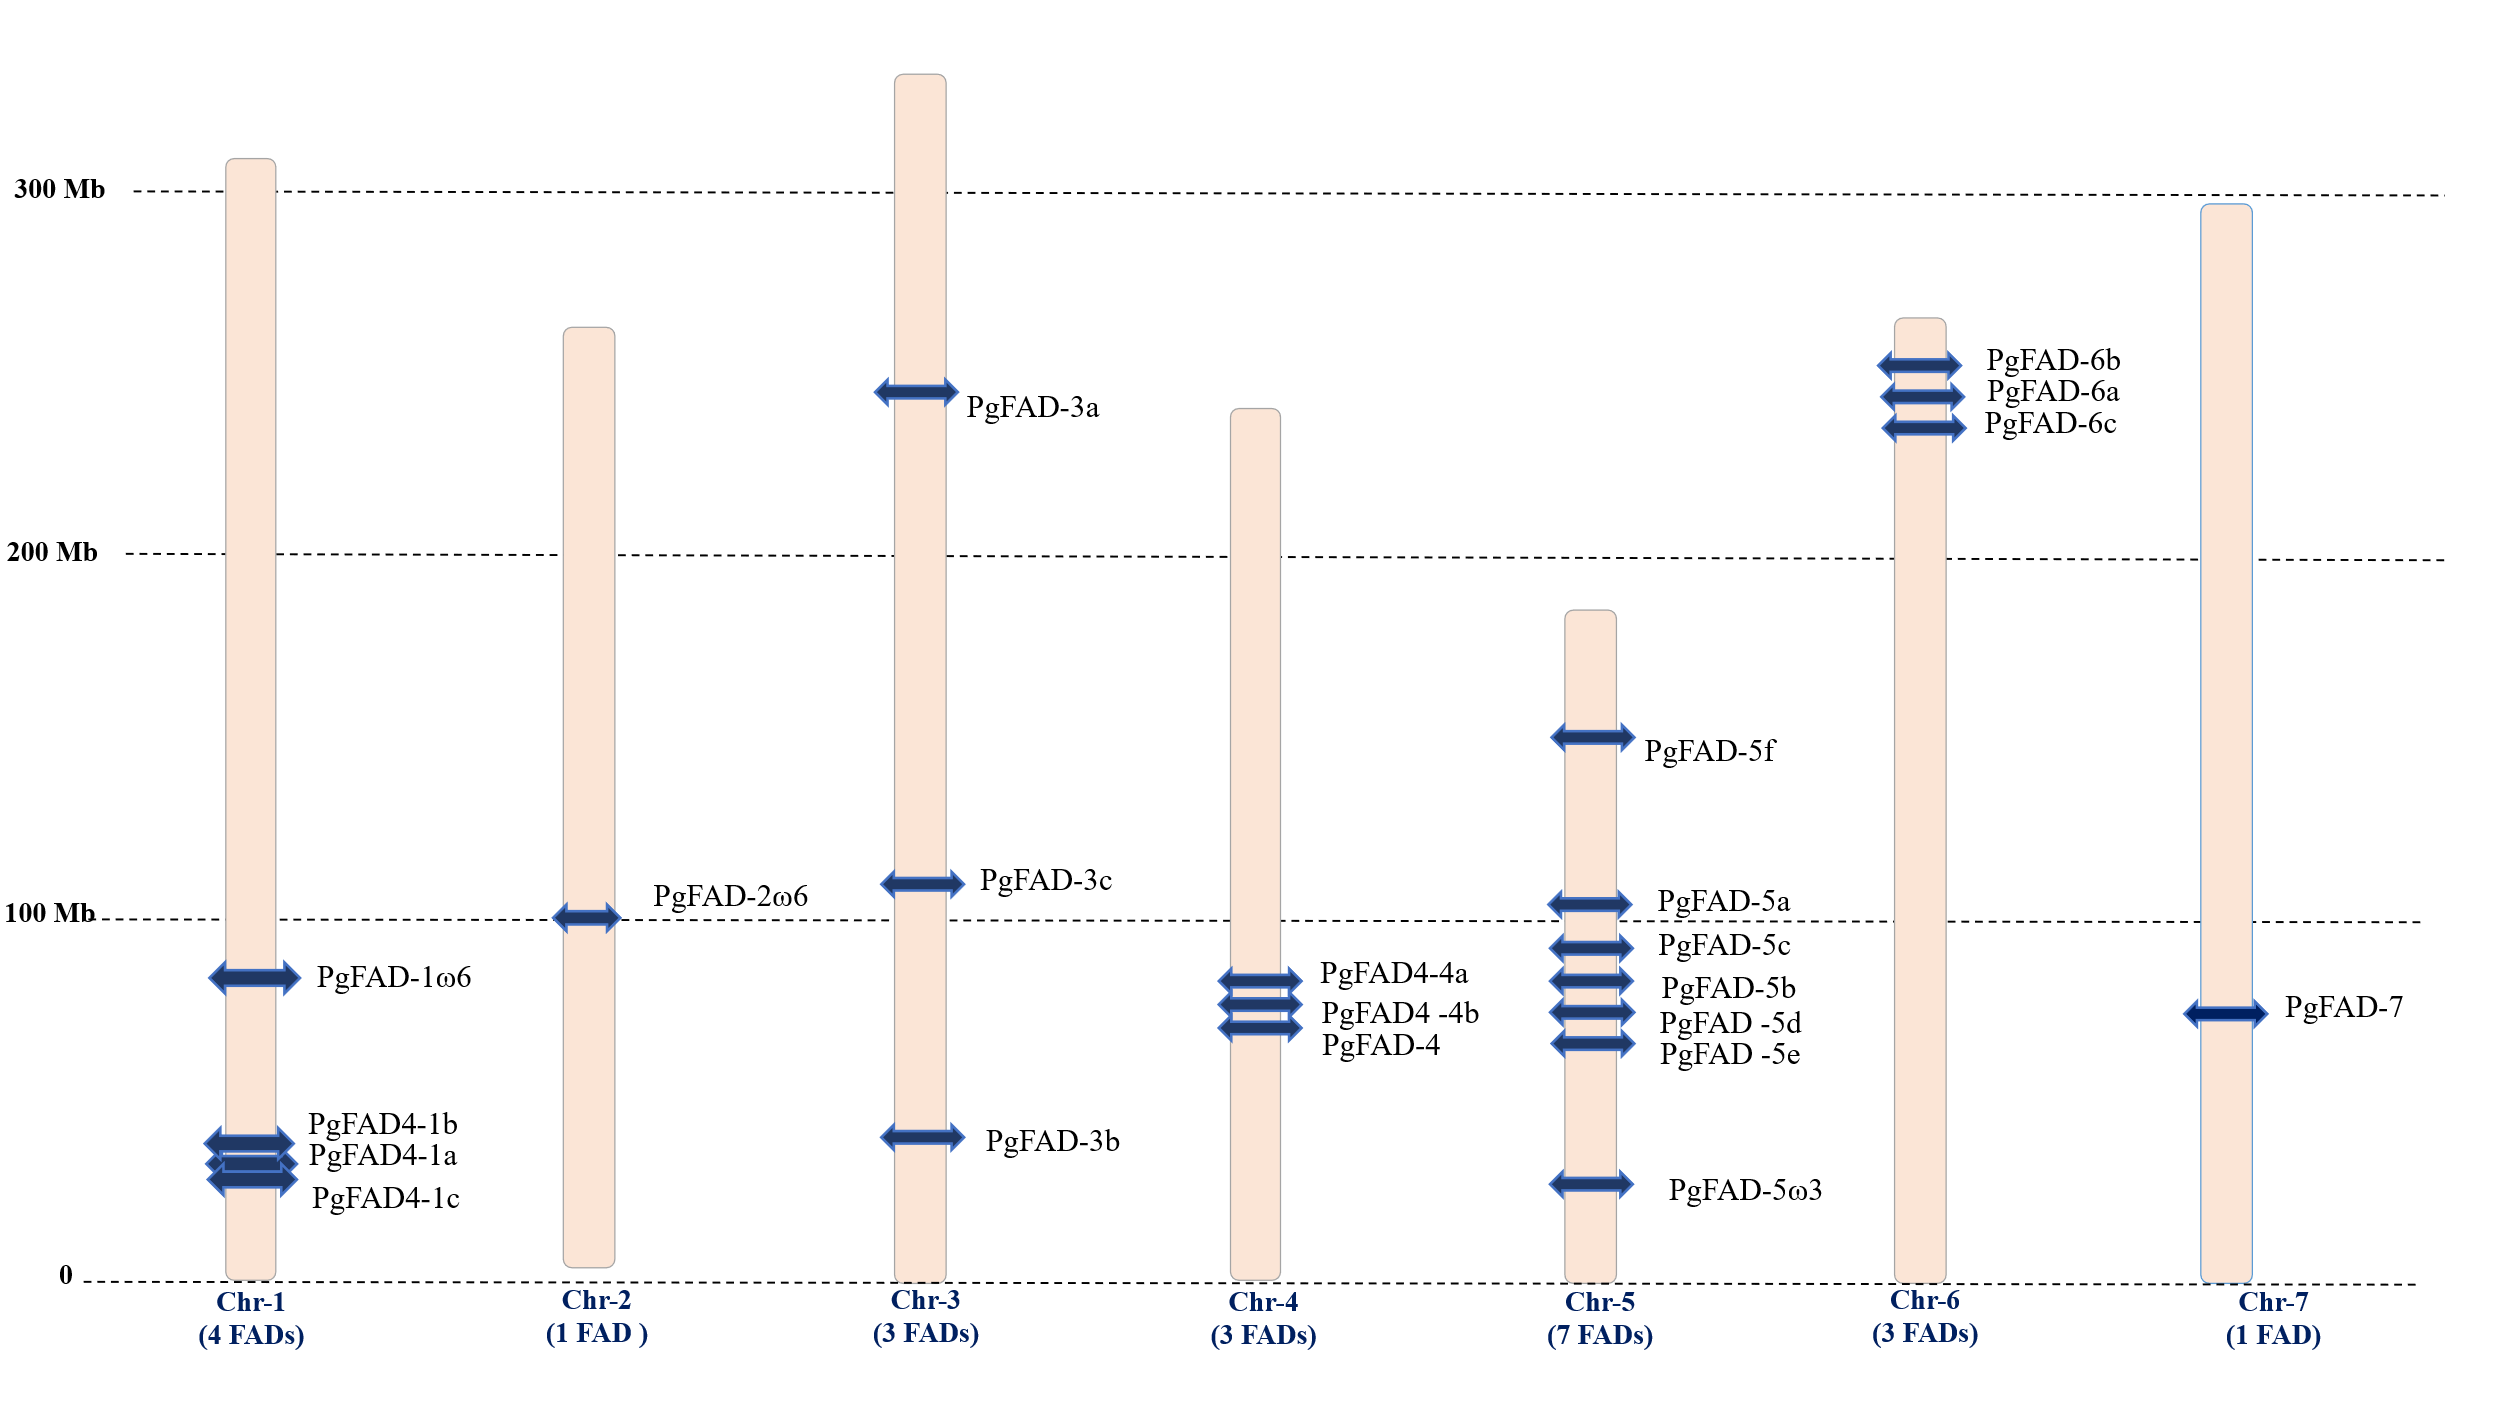 300 Mb
200 Mb
100 Mb
0
PgFAD-1ω6
PgFAD4-1b
PgFAD4-1a
PgFAD4-1c
PgFAD-2ω6
PgFAD-3a
PgFAD-3c
PgFAD-3b
PgFAD4-4a
PgFAD4 -4b
PgFAD-4
PgFAD-5f
PgFAD-5a
PgFAD-5c
PgFAD-5b
PgFAD -5d
PgFAD -5e
PgFAD-5ω3
PgFAD-6b
PgFAD-6a
PgFAD-6c
PgFAD-7
Chr-1
(4 FADs)
Chr-2
(1 FAD )
Chr-3
(3 FADs)
Chr-4
(3 FADs)
Chr-5
(7 FADs)
Chr-6
(3 FADs)
Chr-7
(1 FAD)